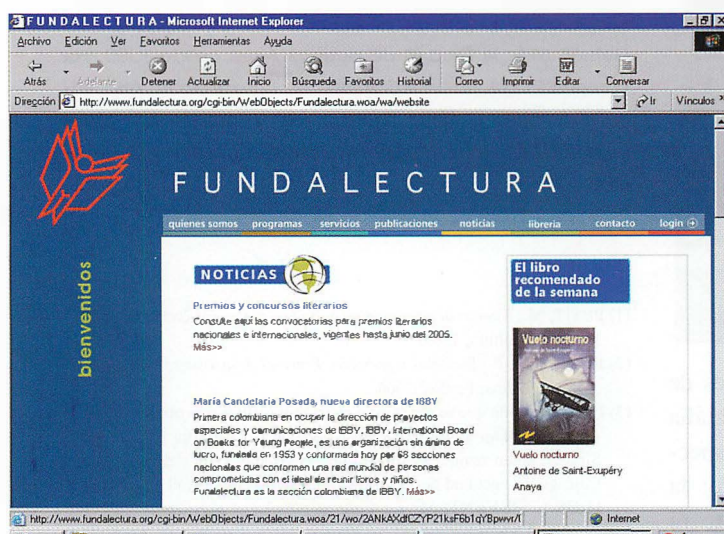 FUNDALECTURA - Microsoft Internet Explorer
Archivo Edición Ver Favoritos Herramientas Ayuda
Atrás Adelante Detener Actualizar Inicio Búsqueda Favoritos Historial Correo Imprimir Editar Conversar
Dirección http://www.fundalectura.org/cgi-bin/WebObjects/Fundalectura.woa/wa/website Ir Vínculos
FUNDALECTURA
quienes somos programas servicios publicaciones noticias libreria contacto login
bienvenidos
NOTICIAS
Premios y concursos literarios
Consulte aquí las convocatorias para premios literarios
nacionales e internacionales, vigentes hasta junio del 2005.
Más>>
María Candelaria Posada, nueva directora de IBBY
Primera colombiana en ocupar la dirección de proyectos
especiales y comunicaciones de IBBY. IBBY, International Board
on Books for Young People, es una organización sin ánimo de
lucro, fundada en 1953 y conformada hoy por 68 secciones
nacionales que conforman una red mundial de personas
comprometidas con el ideal de reunir libros y niños.
Fundalectura es la sección colombiana de IBBY. Más>>
El libro
recomendado
de la semana
Vuelo nocturno
Antoine de Saint-Exupéry
Vuelo nocturno
Antoine de Saint-Exupéry
Anaya
Internet